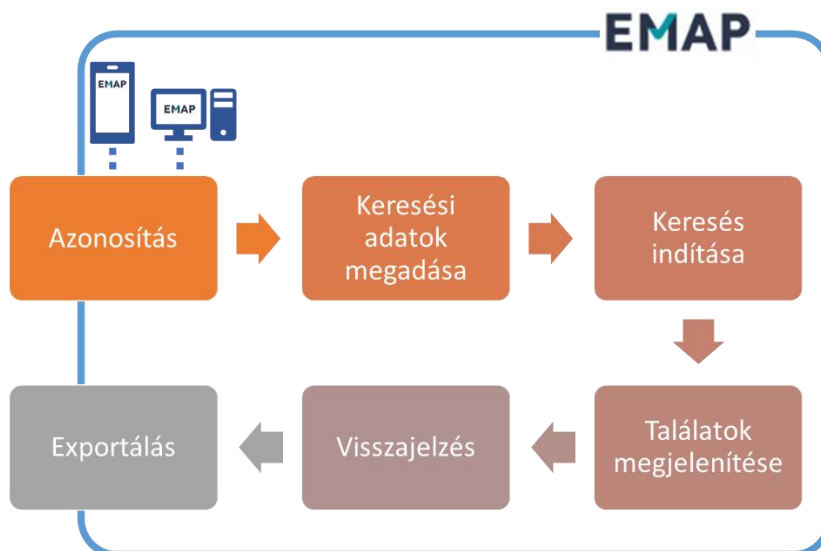 EMAP
EMAP
EMAP
Azonosítás
Keresési
adatok
megadása
Keresés
indítása
Exportálás
Visszajelzés
Találatok
megjelenítése